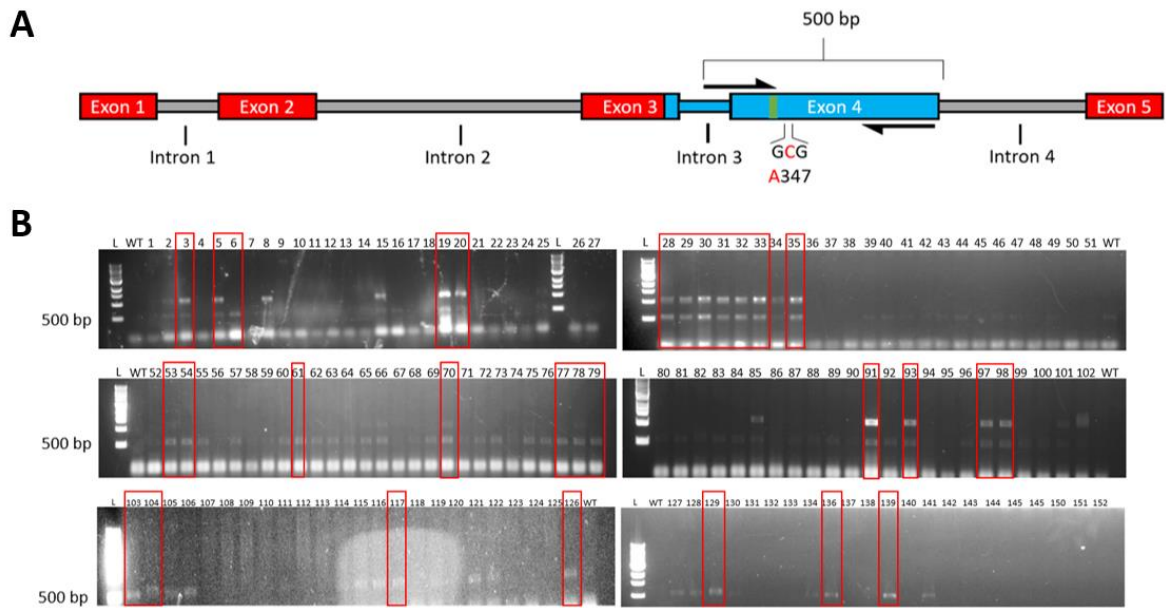 A
500 bp
Exon 1 Exon 2 Exon 3 Exon 4 Exon 5
Intron 1 Intron 2 Intron 3 GCG Intron 4
A347
B
L WT 1 2 3 4 5 6 7 8 9 10 11 12 13 14 15 16 17 18 19 20 21 22 23 24 25 L 26 27
L 28 29 30 31 32 33 34 35 36 37 38 39 40 41 42 43 44 45 46 47 48 49 50 51 WT
500 bp
L WT 52 53 54 55 56 57 58 59 60 61 62 63 64 65 66 67 68 69 70 71 72 73 74 75 76 77 78 79
L 80 81 82 83 84 85 86 87 88 89 90 91 92 93 94 95 96 97 98 99 100 101 102 WT
500 bp
L 103 104 105 106 107 108 109 110 111 112 113 114 115 116 117 118 119 120 121 122 123 124 125 126 WT
L WT 127 128 129 130 131 132 133 134 136 137 138 139 140 141 142 143 144 145 145 150 151 152
500 bp